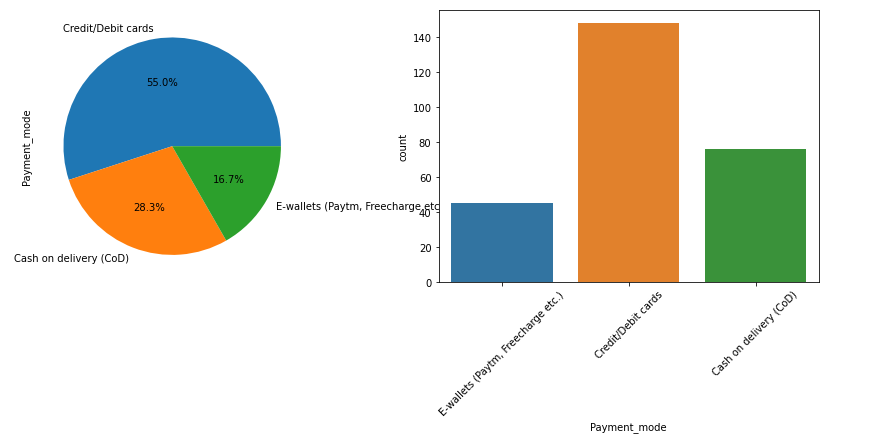 Credit/Debit cards
55.0%
Payment_mode
16.7%
28.3%
E-wallets (Paytm, Freecharge etc
Cash on delivery (CoD)
140
120
100
80
60
40
20
0
count
E-wallets (Paytm, Freecharge etc.)
Credit/Debit cards
Cash on delivery (CoD)
Payment_mode